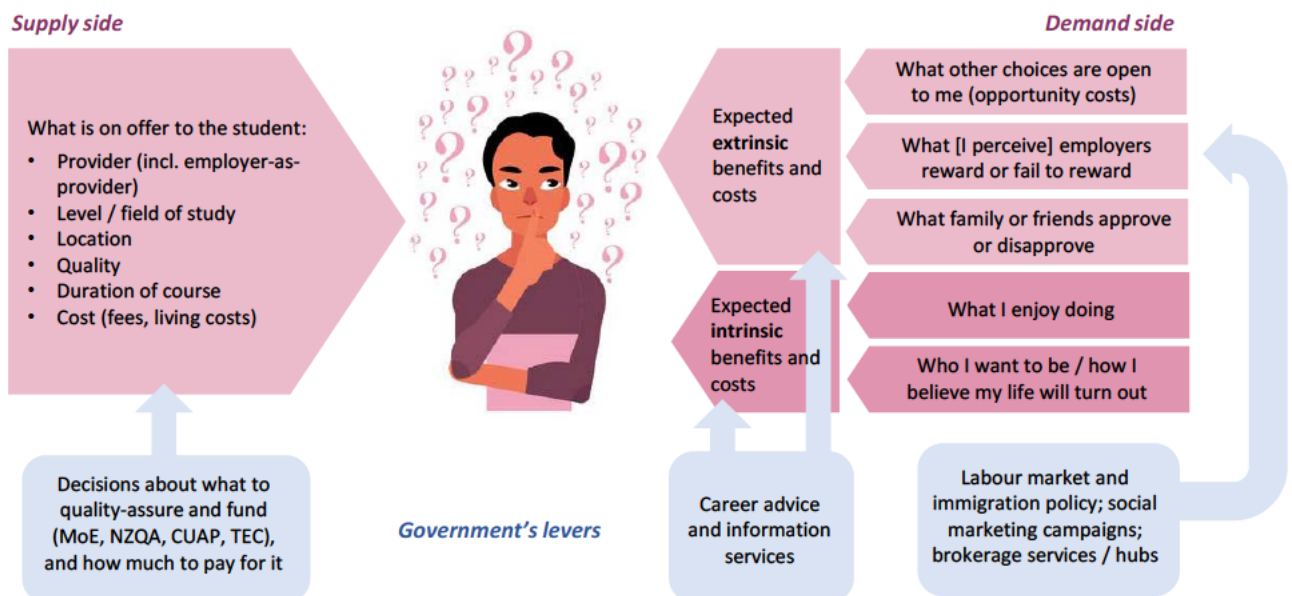 Supply side
What is on offer to the student:
• Provider (incl. employer-as-
provider)
• Level / field of study
• Location
• Quality
• Duration of course
• Cost (fees, living costs)
Decisions about what to
quality-assure and fund
(MoE, NZQA, CUAP, TEC),
and how much to pay for it
Government's levers
Demand side
Expected
extrinsic
benefits and
costs
What other choices are open
to me (opportunity costs)
What [I perceive] employers
reward or fail to reward
What family or friends approve
or disapprove
Expected
intrinsic
benefits and
costs
What I enjoy doing
Who I want to be / how I
believe my life will turn out
Career advice
and information
services
Labour market and
immigration policy; social
marketing campaigns;
brokerage services / hubs